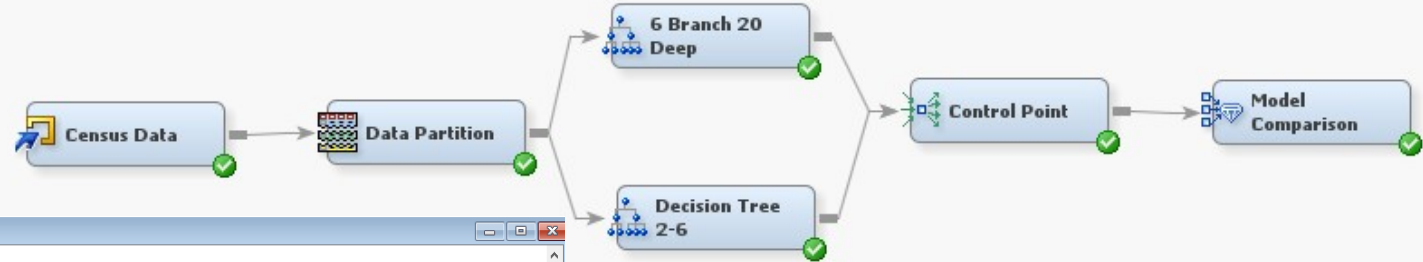 Census Data
Data Partition
6 Branch 20
Deep
Decision Tree
2-6
Control Point
Model
Comparison